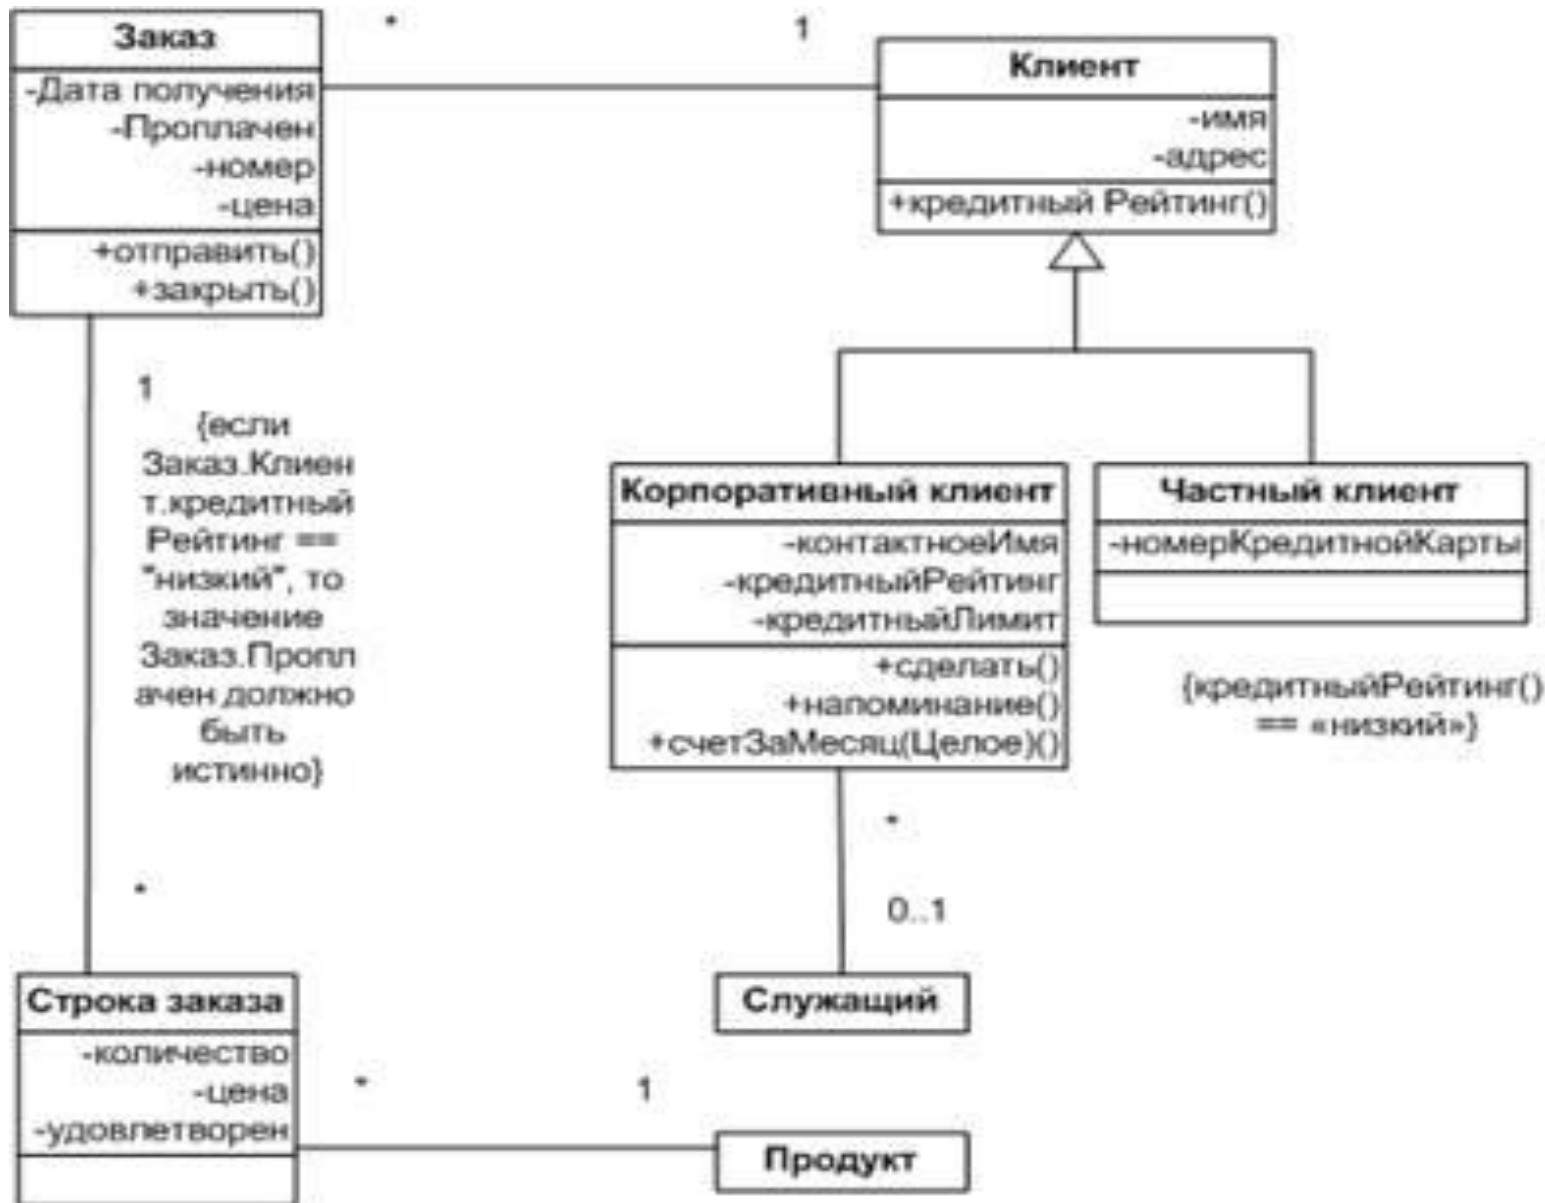 Заказ
-Дата получения
-Проплачен
-номер
-цена
+отправить()
+закрыть()
*
1
Клиент
-имя
-адрес
+кредитный Рейтинг()
1
{если
Заказ.Клиен
т.кредитный
Рейтинг ==
"низкий", то
значение
Заказ.Пропл
ачен должно
быть
истинно}
*
Корпоративный клиент
-контактноеИмя
-кредитныйРейтинг
-кредитныйЛимит
+сделать()
+напоминание()
+счетЗаМесяц(Целое)()
Частный клиент
-номерКредитнойКарты
{кредитныйРейтинг()
== «низкий»}
*
0..1
Служащий
Строка заказа
-количество
-цена
-удовлетворен
*
1
Продукт